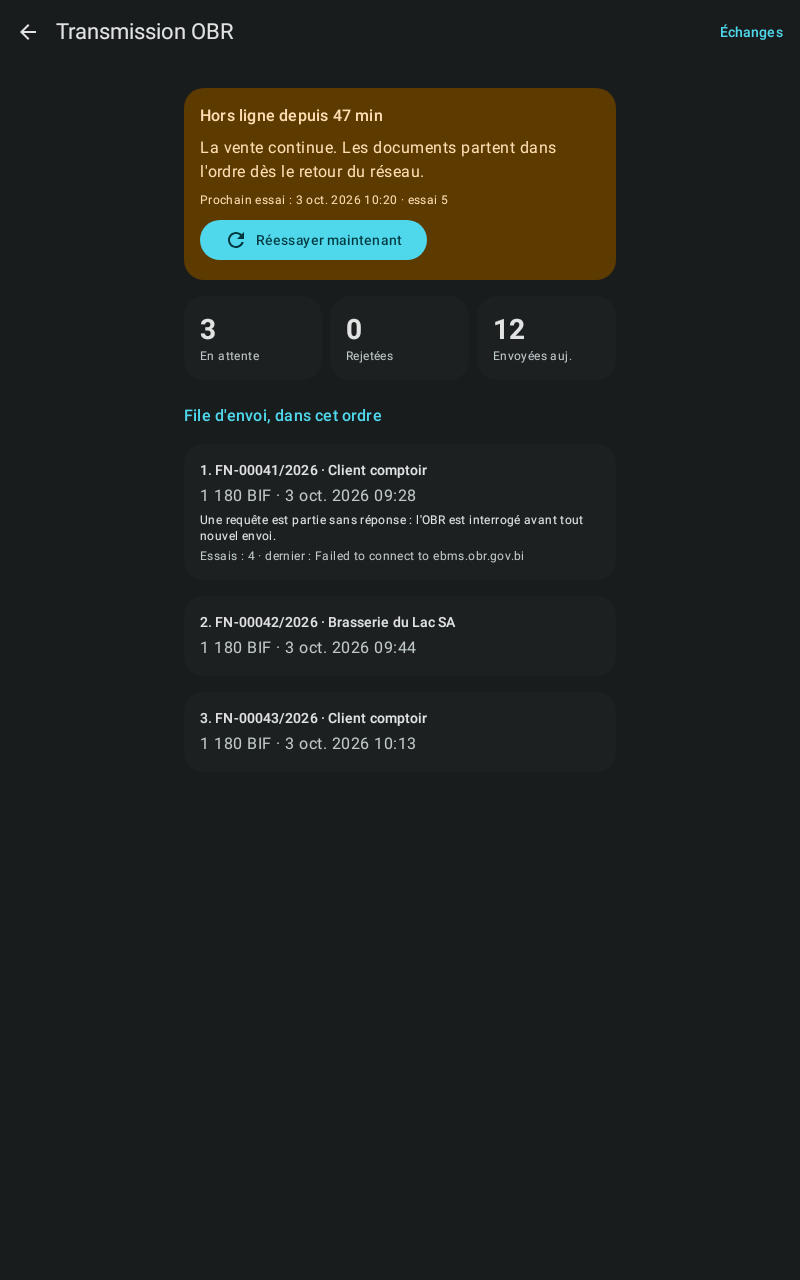 Transmission OBR
Échanges
Hors ligne depuis 47 min
La vente continue. Les documents partent dans
l'ordre dès le retour du réseau.
Prochain essai : 3 oct. 2026 10:20 · essai 5
Réessayer maintenant
3
En attente
0
Rejetées
12
Envoyées auj.
File d'envoi, dans cet ordre
1. FN-00041/2026 · Client comptoir
1 180 BIF · 3 oct. 2026 09:28
Une requête est partie sans réponse : l'OBR est interrogé avant tout
nouvel envoi.
Essais : 4 · dernier : Failed to connect to ebms.obr.gov.bi
2. FN-00042/2026 · Brasserie du Lac SA
1 180 BIF · 3 oct. 2026 09:44
3. FN-00043/2026 · Client comptoir
1 180 BIF · 3 oct. 2026 10:13